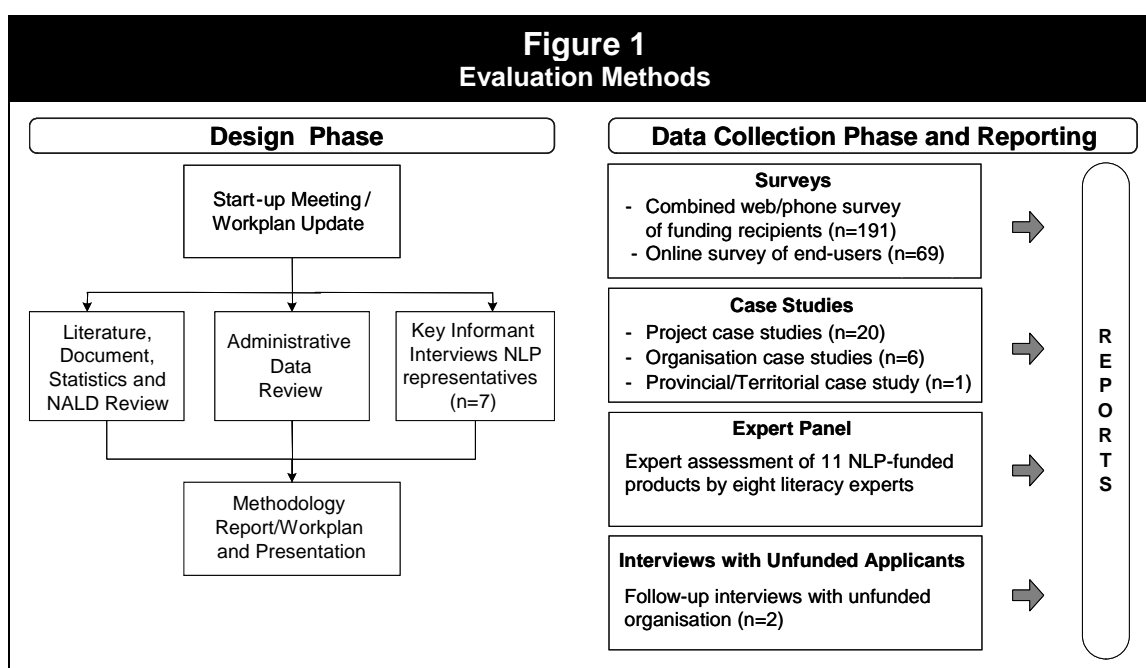 Figure 1
Evaluation Methods
Design Phase
Start-up Meeting /
Workplan Update
Literature,
Document,
Statistics and
NALD Review
Administrative
Data
Review
Key Informant
Interviews NLP
representatives
(n=7)
Methodology
Report/Workplan
and Presentation
Data Collection Phase and Reporting
Surveys
- Combined web/phone survey
of funding recipients (n=191)
- Online survey of end-users (n=69)
Case Studies
- Project case studies (n=20)
- Organisation case studies (n=6)
- Provincial/Territorial case study (n=1)
Expert Panel
Expert assessment of 11 NLP-funded
products by eight literacy experts
Interviews with Unfunded Applicants
Follow-up interviews with unfunded
organisation (n=2)
R
E
P
O
R
T
S